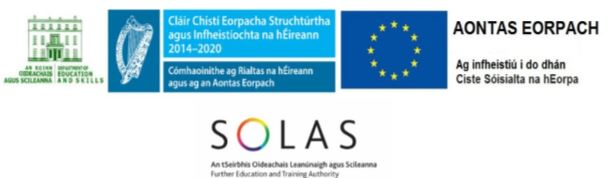 AN ROINN OIDEACHAIS AGUS SCILEANNA
DEPARTMENT OF EDUCATION AND SKILLS
Cláir Chistí Eorpacha Struchtúrtha
agus Infheistíochta na hÉireann
2014–2020
Cómhaoinithe ag Rialtas na hÉireann
agus ag an Aontas Eorpach
AONTAS EORPACH
Ag infheistiú i do dhán
Ciste Sóisialta na hEorpa
SOLAS
An tSeirbhís Oideachais Leanúnaigh agus Scileanna
Further Education and Training Authority